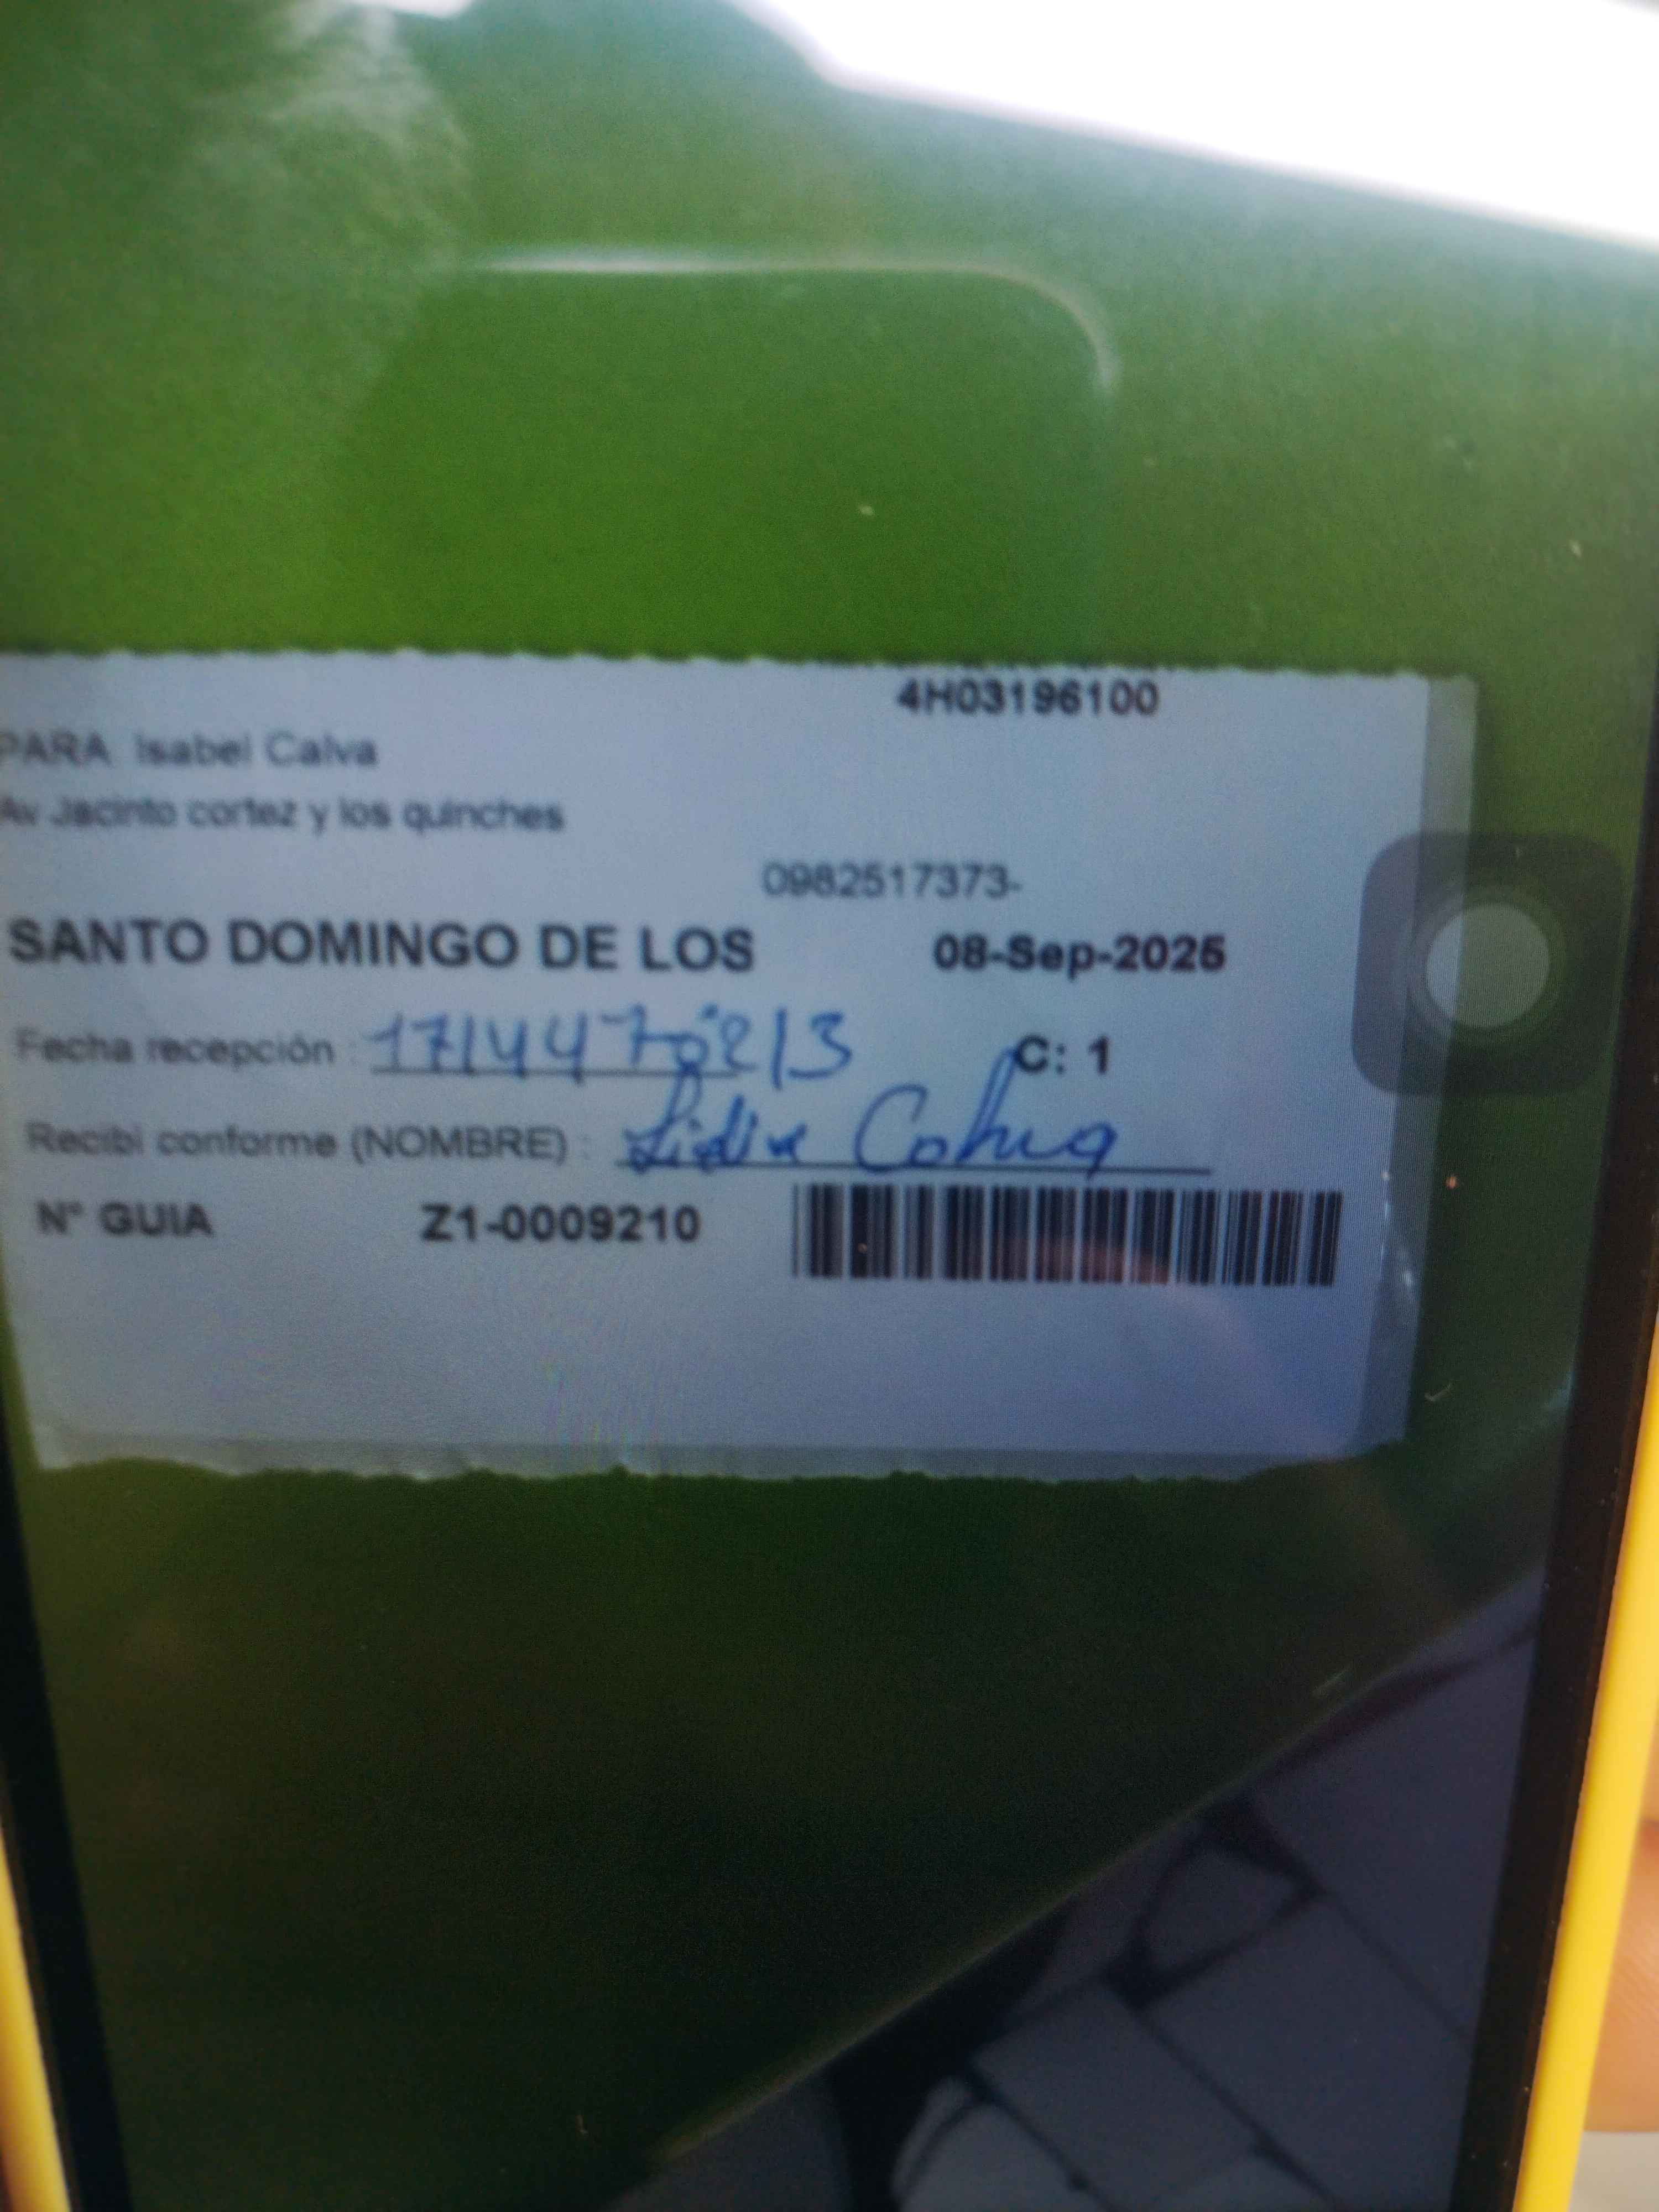 4H03196100
PARA Isabel Calva
Av Jacinto cortez y los quinches
0982517373-
SANTO DOMINGO DE LOS 08-Sep-2025
Fecha recepción : C: 1
Recibi conforme (NOMBRE) : Lidia
N° GUIA Z1-0009210